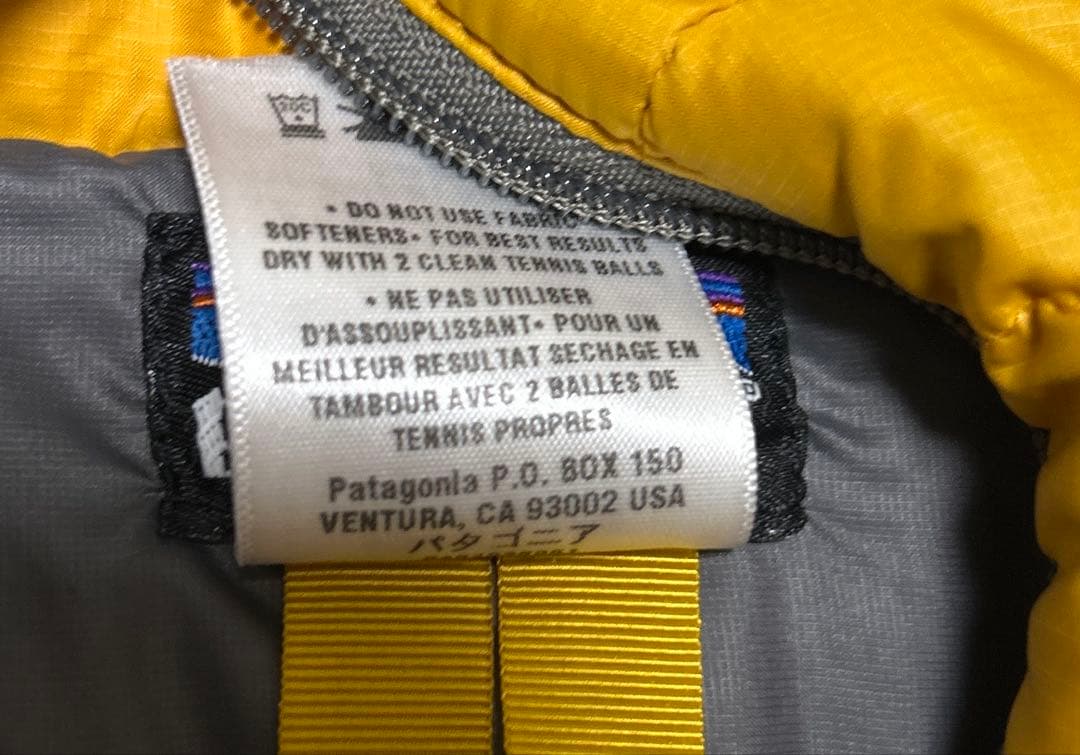 30C
• DO NOT USE FABRIC
SOFTENERS• FOR BEST RESULTS
DRY WITH 2 CLEAN TENNIS BALLS
• NE PAS UTILISER
D'ASSOUPLISSANT• POUR UN
MEILLEUR RESULTAT SECHAGE EN
TAMBOUR AVEC 2 BALLES DE
TENNIS PROPRES
Patagonia P.O. BOX 150
VENTURA, CA 93002 USA
パタゴニア